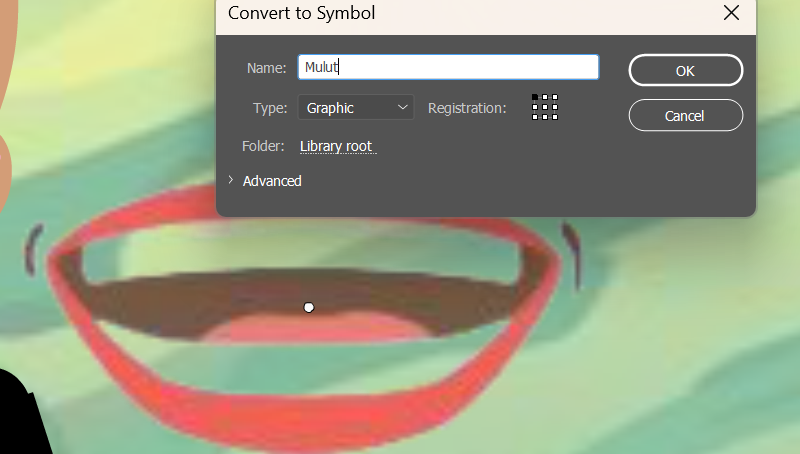 Convert to Symbol
Name: Mulut
OK
Type: Graphic Registration:
Cancel
Folder: Library root
Advanced